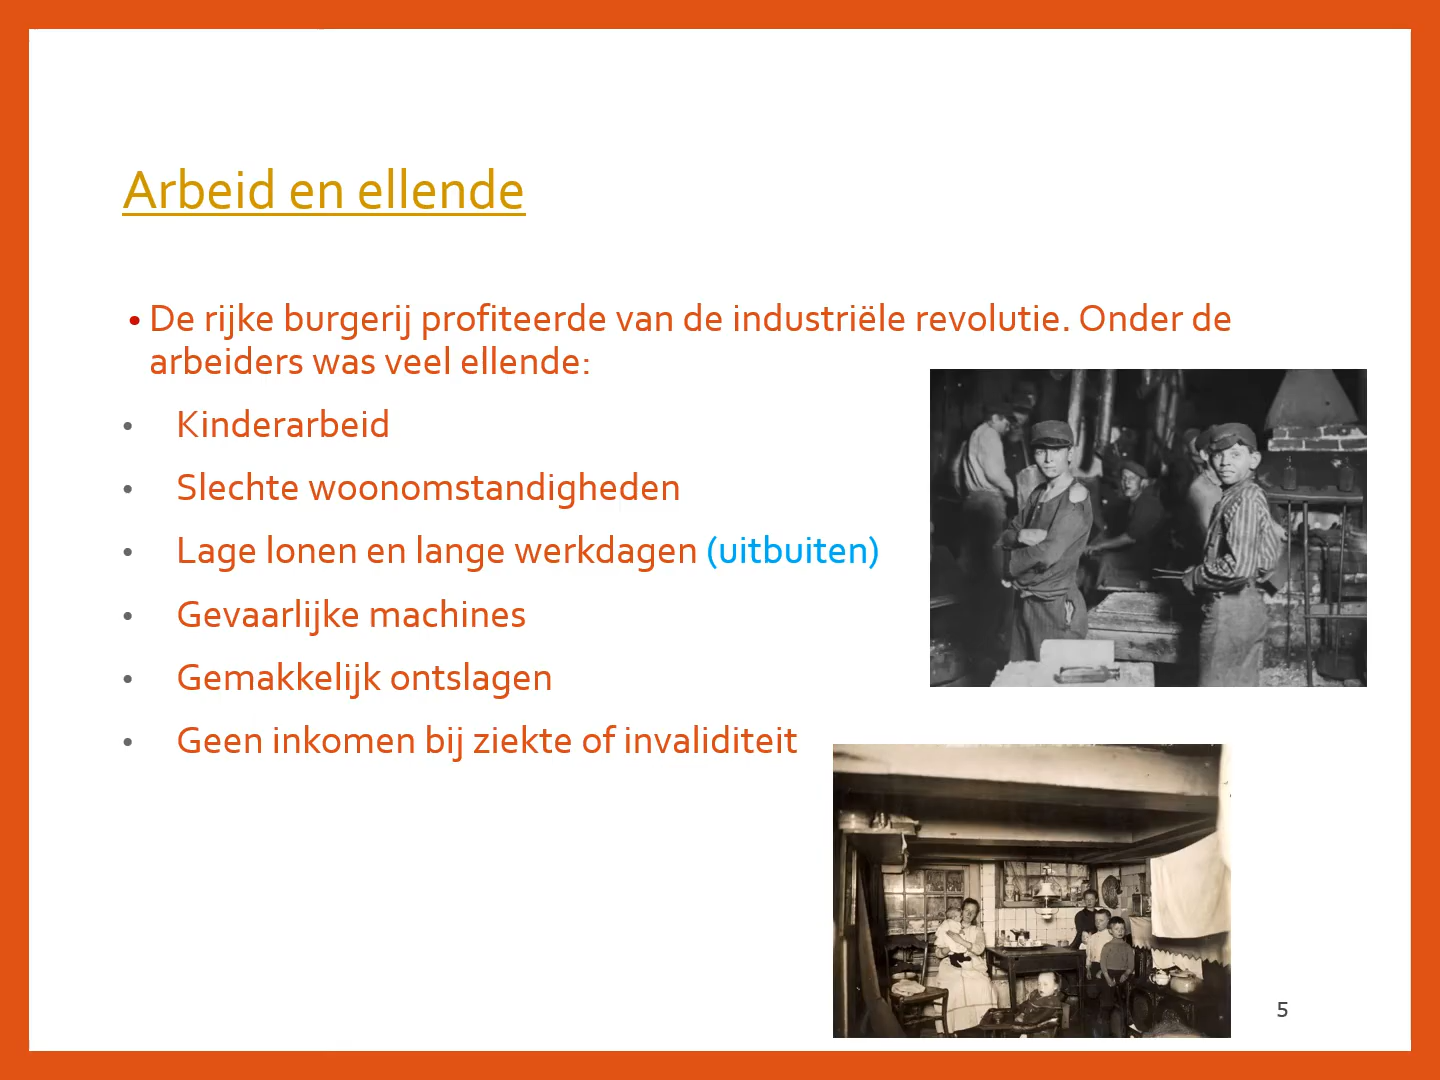 Arbeid en ellende
• De rijke burgerij profiteerde van de industriële revolutie. Onder de
arbeiders was veel ellende:
• Kinderarbeid
• Slechte woonomstandigheden
• Lage lonen en lange werkdagen (uitbuiten)
• Gevaarlijke machines
• Gemakkelijk ontslagen
• Geen inkomen bij ziekte of invaliditeit
5